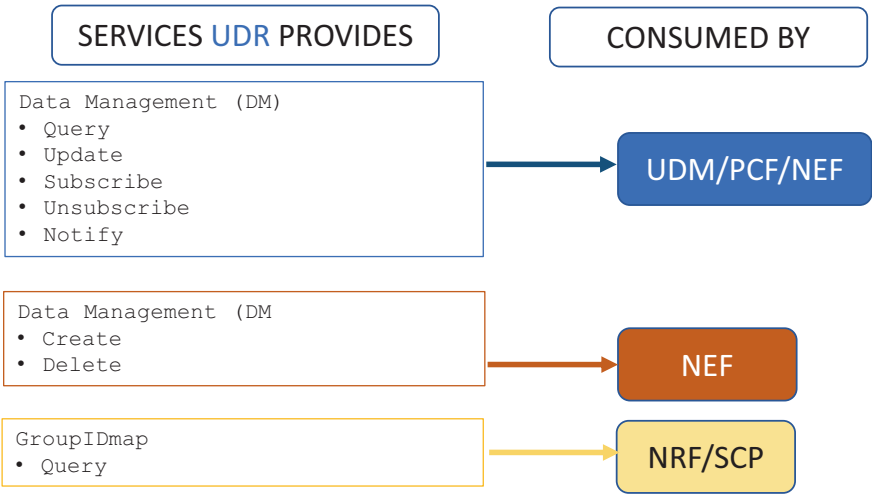 SERVICES UDR PROVIDES
CONSUMED BY
Data Management (DM)
• Query
• Update
• Subscribe
• Unsubscribe
• Notify
UDM/PCF/NEF
Data Management (DM
• Create
• Delete
NEF
GroupIDmap
• Query
NRF/SCP